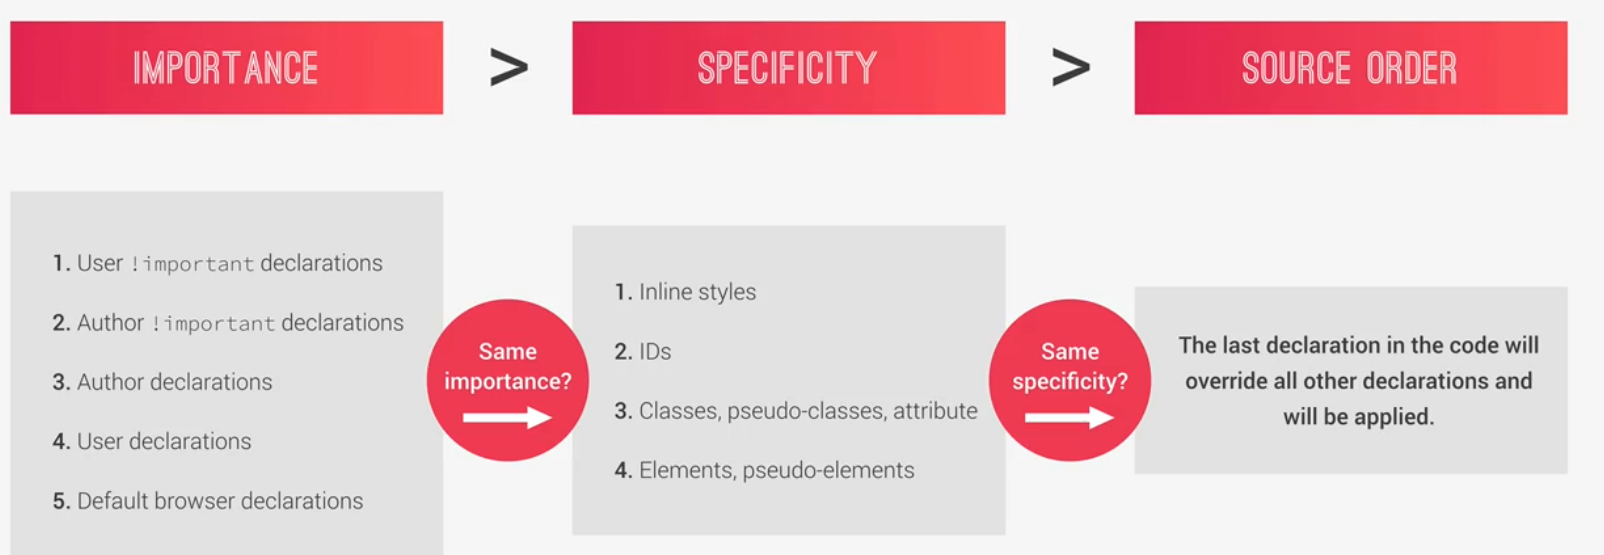 IMPORTANCE > SPECIFICITY > SOURCE ORDER
1. User !important declarations
2. Author !important declarations
3. Author declarations
4. User declarations
5. Default browser declarations
Same
importance?
1. Inline styles
2. IDs
3. Classes, pseudo-classes, attribute
4. Elements, pseudo-elements
Same
specificity?
The last declaration in the code will
override all other declarations and
will be applied.